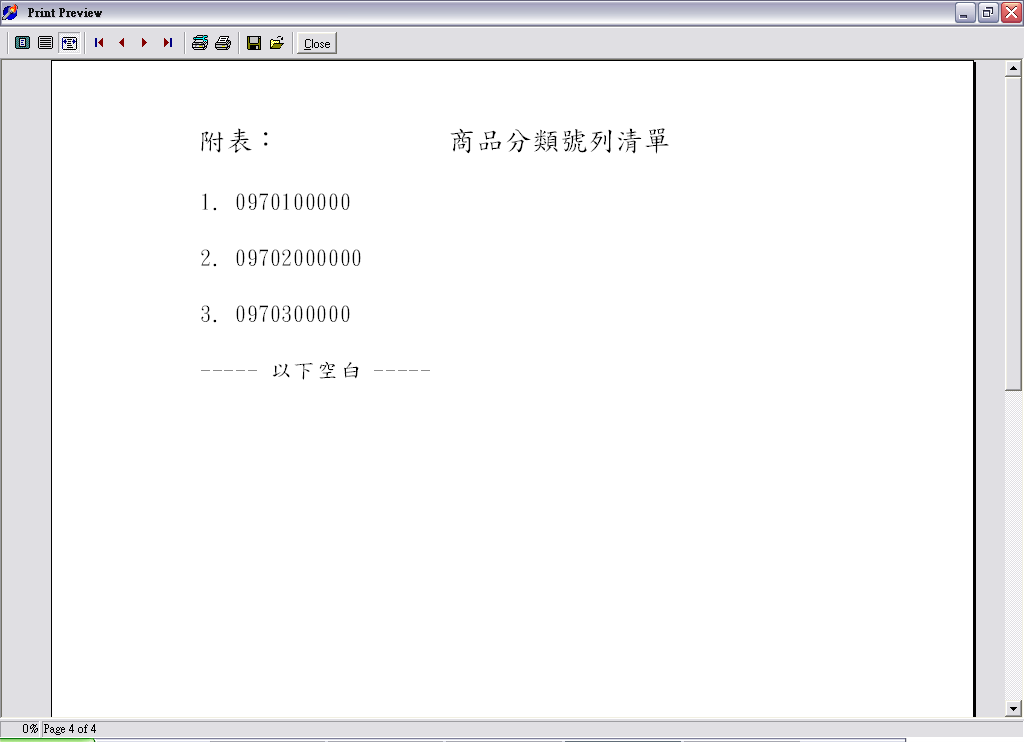 Print Preview
Close
附表： 商品分類號列清單
1. 0970100000
2. 09702000000
3. 0970300000
----- 以下空白 -----
0% Page 4 of 4